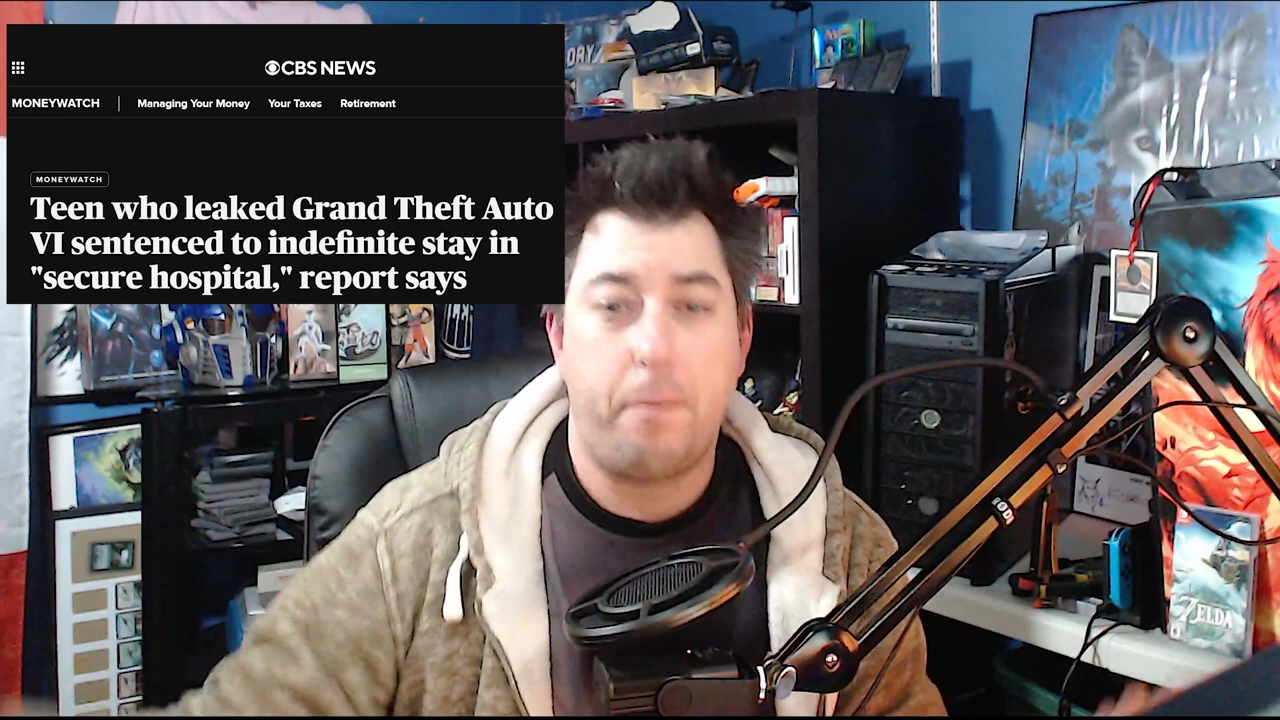 CBS NEWS
MONEYWATCH
Managing Your Money
Your Taxes
Retirement
MONEYWATCH
Teen who leaked Grand Theft Auto
VI sentenced to indefinite stay in
"secure hospital," report says
ZELDA